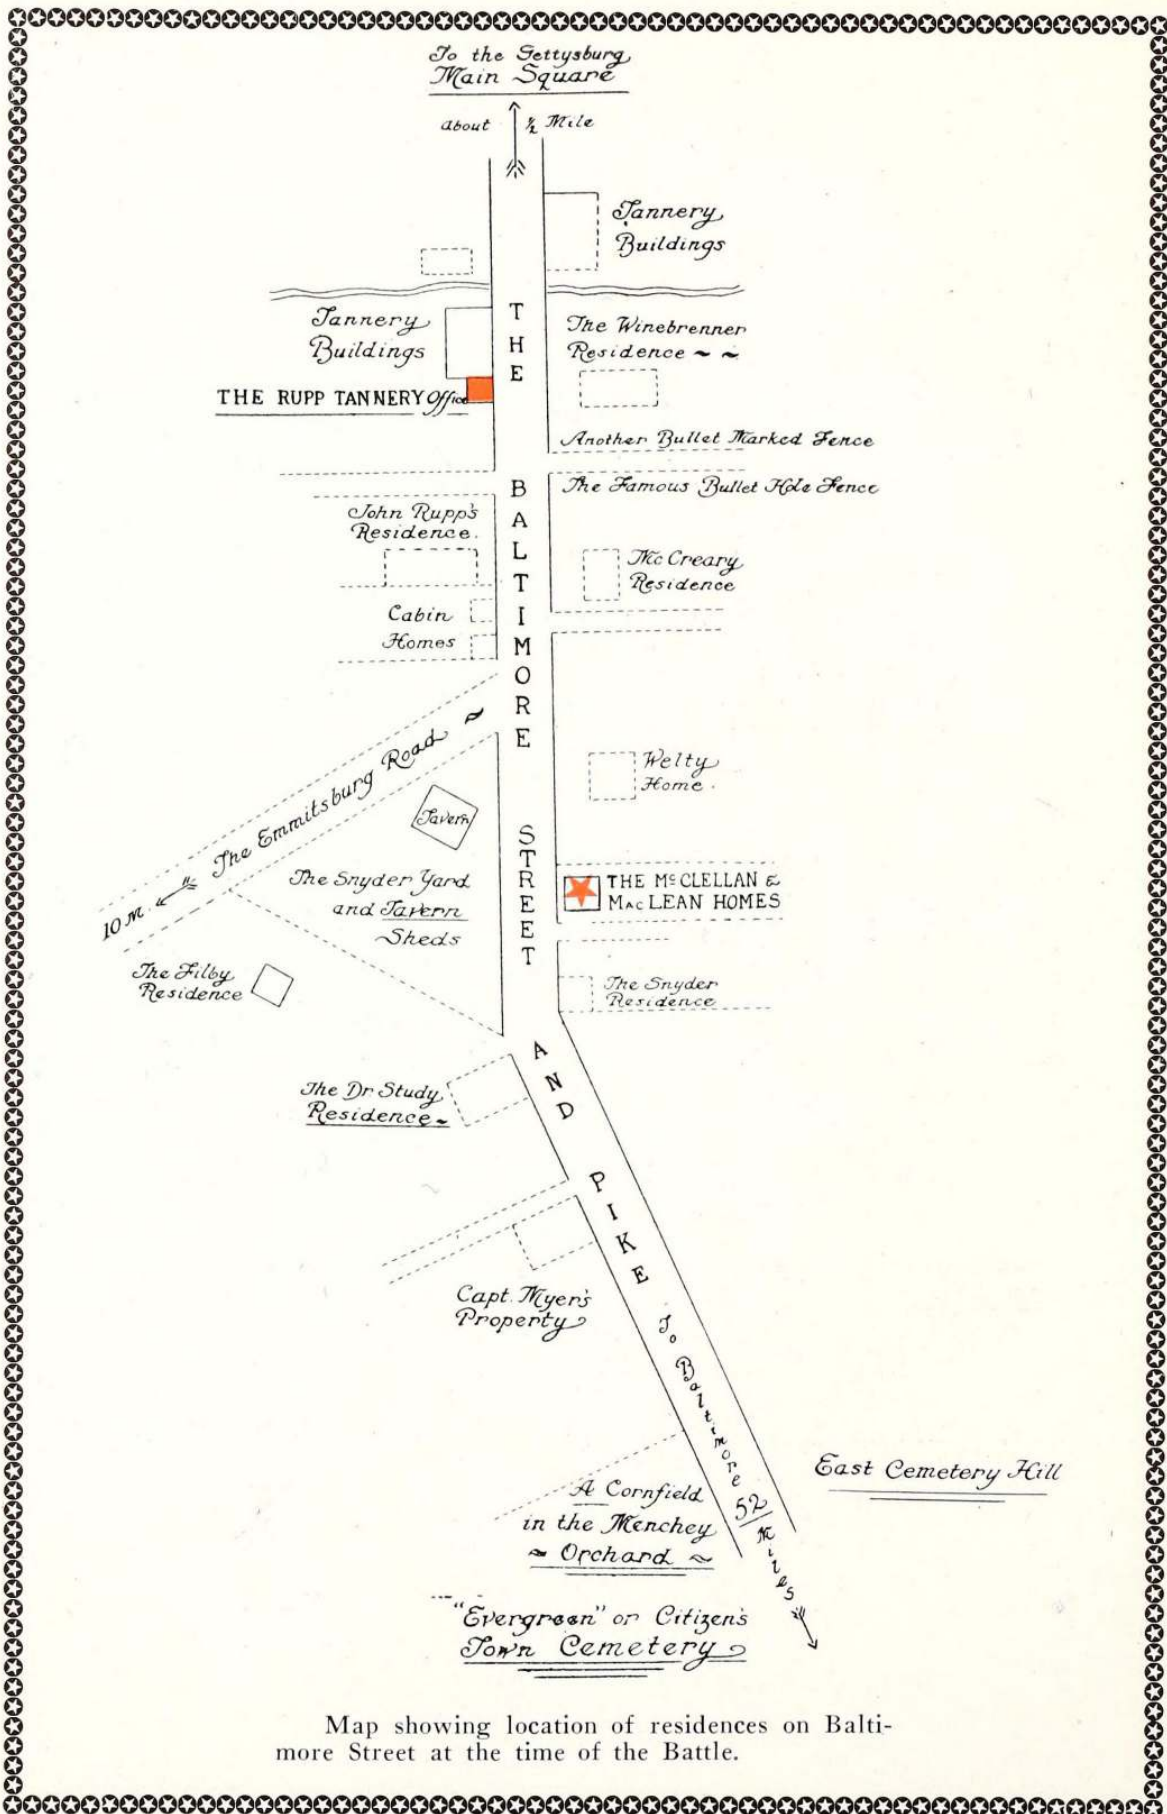 To the Gettysburg
Main Square
About ½ Mile
Tannery
Buildings
Tannery
Buildings
THE RUPP TANNERY Office
The Winebrenner
Residence ~ ~
Another Bullet Marked Fence
The Famous Bullet Hole Fence
John Rupp's
Residence.
Mc Creary
Residence
Cabin
Homes
THE BALTIMORE STREET AND PIKE
To Baltimore 52 Miles
The Emmitsburg Road ~
10 M.
Tavern
Welty
Home.
The Snyder Yard
and Tavern
Sheds
THE McCLELLAN &
MacLEAN HOMES
The Filby
Residence
The Snyder
Residence
The Dr Study
Residence ~
Capt. Myer's
Property
East Cemetery Hill
A Cornfield
in the Menchey
~ Orchard ~
"Evergreen" or Citizen's
Town Cemetery
Map showing location of residences on Balti-
more Street at the time of the Battle.